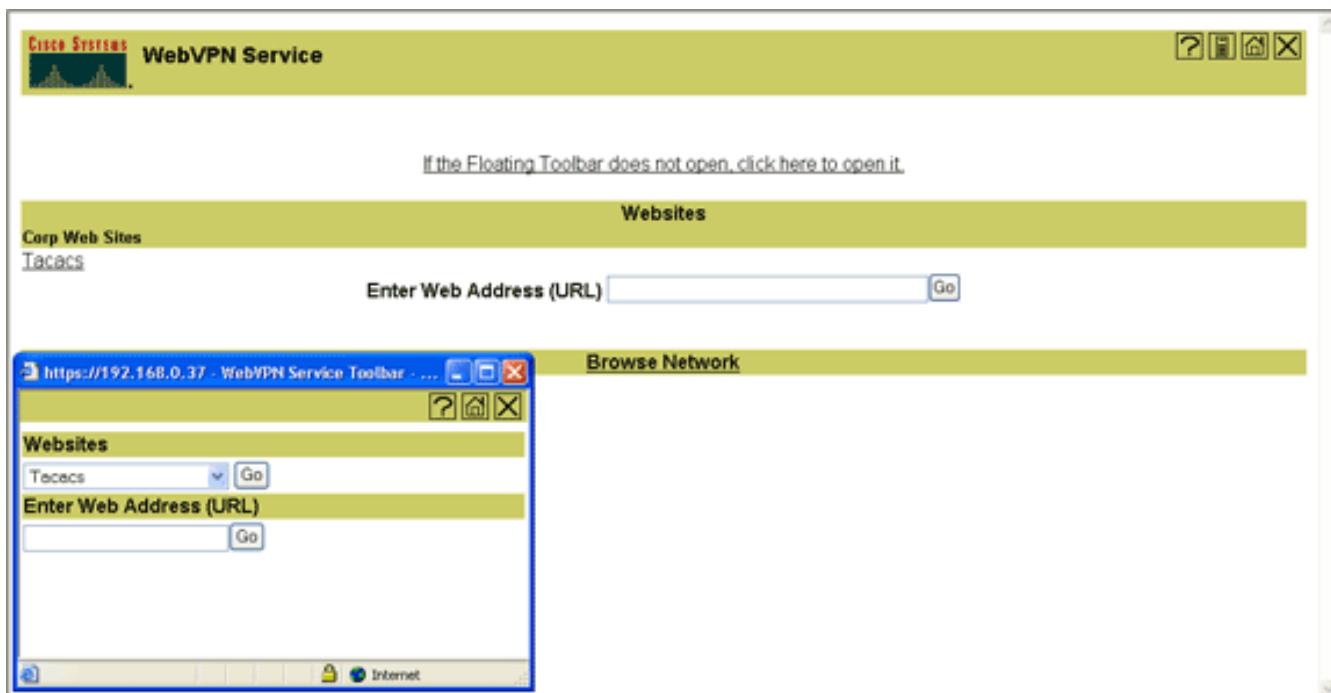 CISCO SYSTEMS
WebVPN Service
If the Floating Toolbar does not open, click here to open it.
Websites
Corp Web Sites
Tacacs
Enter Web Address (URL)
Go
Browse Network
https://192.168.0.37 - WebVPN Service Toolbar - ...
Websites
Tacacs
Go
Enter Web Address (URL)
Go
Internet